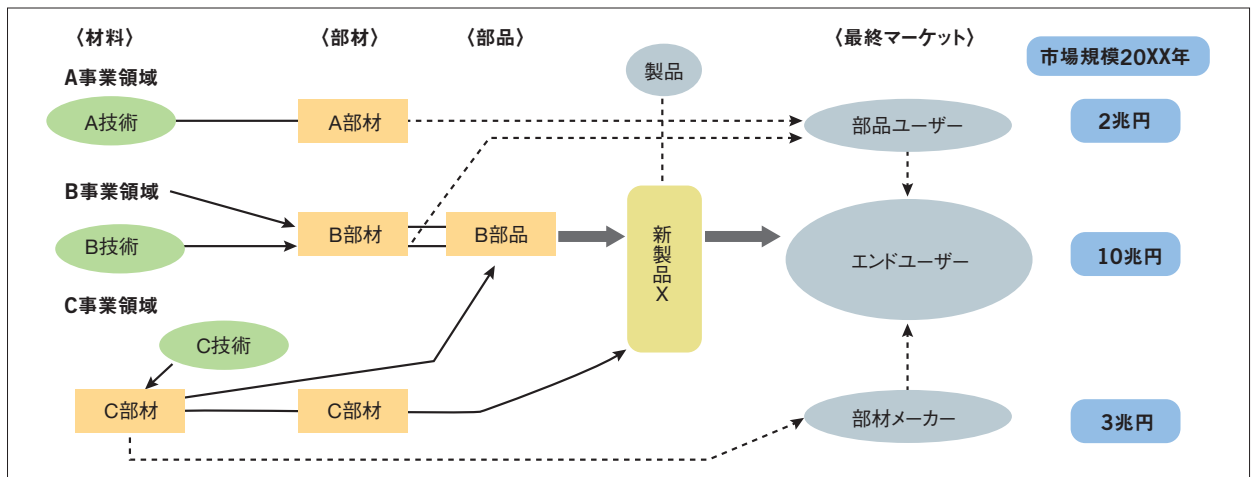 〈材料〉
〈部材〉
〈部品〉
〈最終マーケット〉
製品
市場規模20XX年
A事業領域
A技術
A部材
部品ユーザー
2兆円
B事業領域
B技術
B部材
B部品
新製品X
エンドユーザー
10兆円
C事業領域
C技術
C部材
C部材
部材メーカー
3兆円